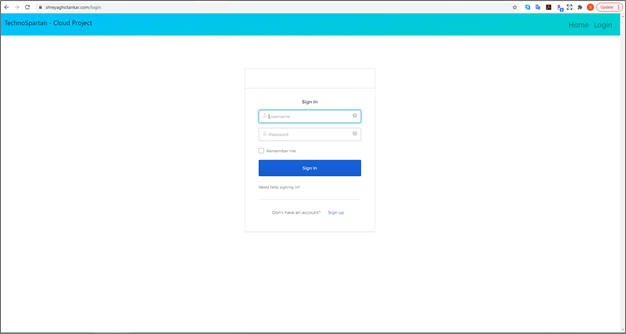 shreyaghotankar.com/login
Update
TechnoSpartan - Cloud Project
Home Login
Sign In
Username
Password
Remember me
Sign In
Need help signing in?
Don't have an account? Sign up